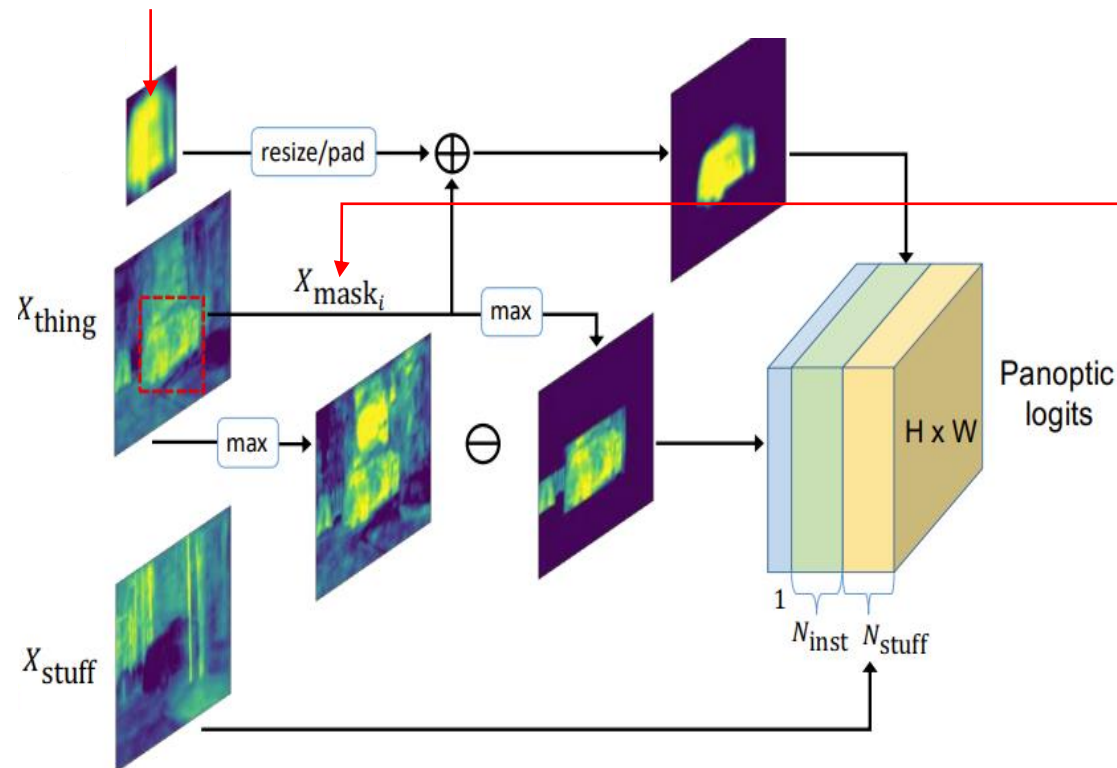 resize/pad
X_thing
X_mask_i
max
max
H x W
Panoptic
logits
1
N_inst
N_stuff
X_stuff